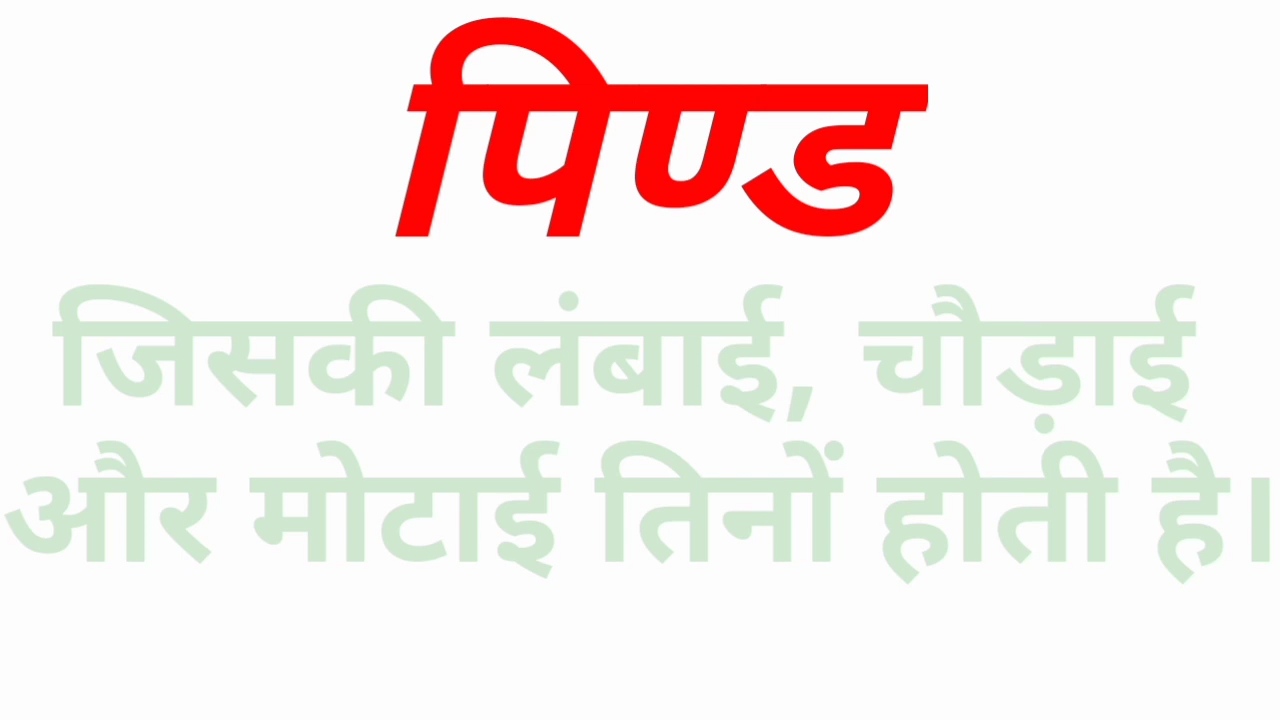 पिण्ड
जिसकी लंबाई, चौड़ाई
और मोटाई तिनों होती है।